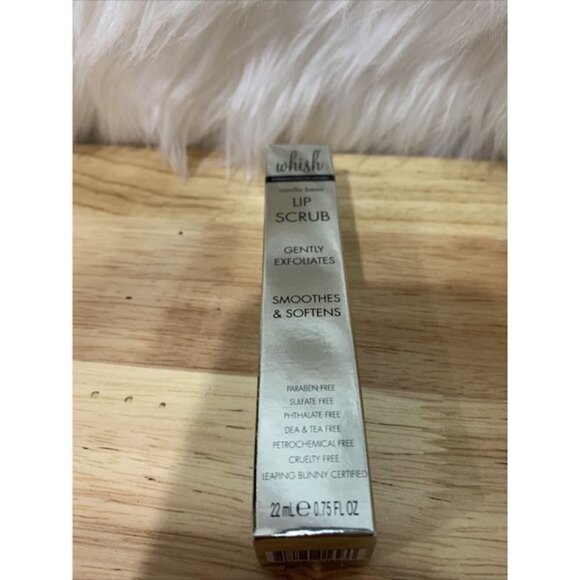 whish
vanilla bean
LIP
SCRUB
GENTLY
EXFOLIATES
SMOOTHES
& SOFTENS
PARABEN FREE
SULFATE FREE
PHTHALATE FREE
DEA & TEA FREE
PETROCHEMICAL FREE
CRUELTY FREE
LEAPING BUNNY CERTIFIED
22 mL e 0.75 FL OZ